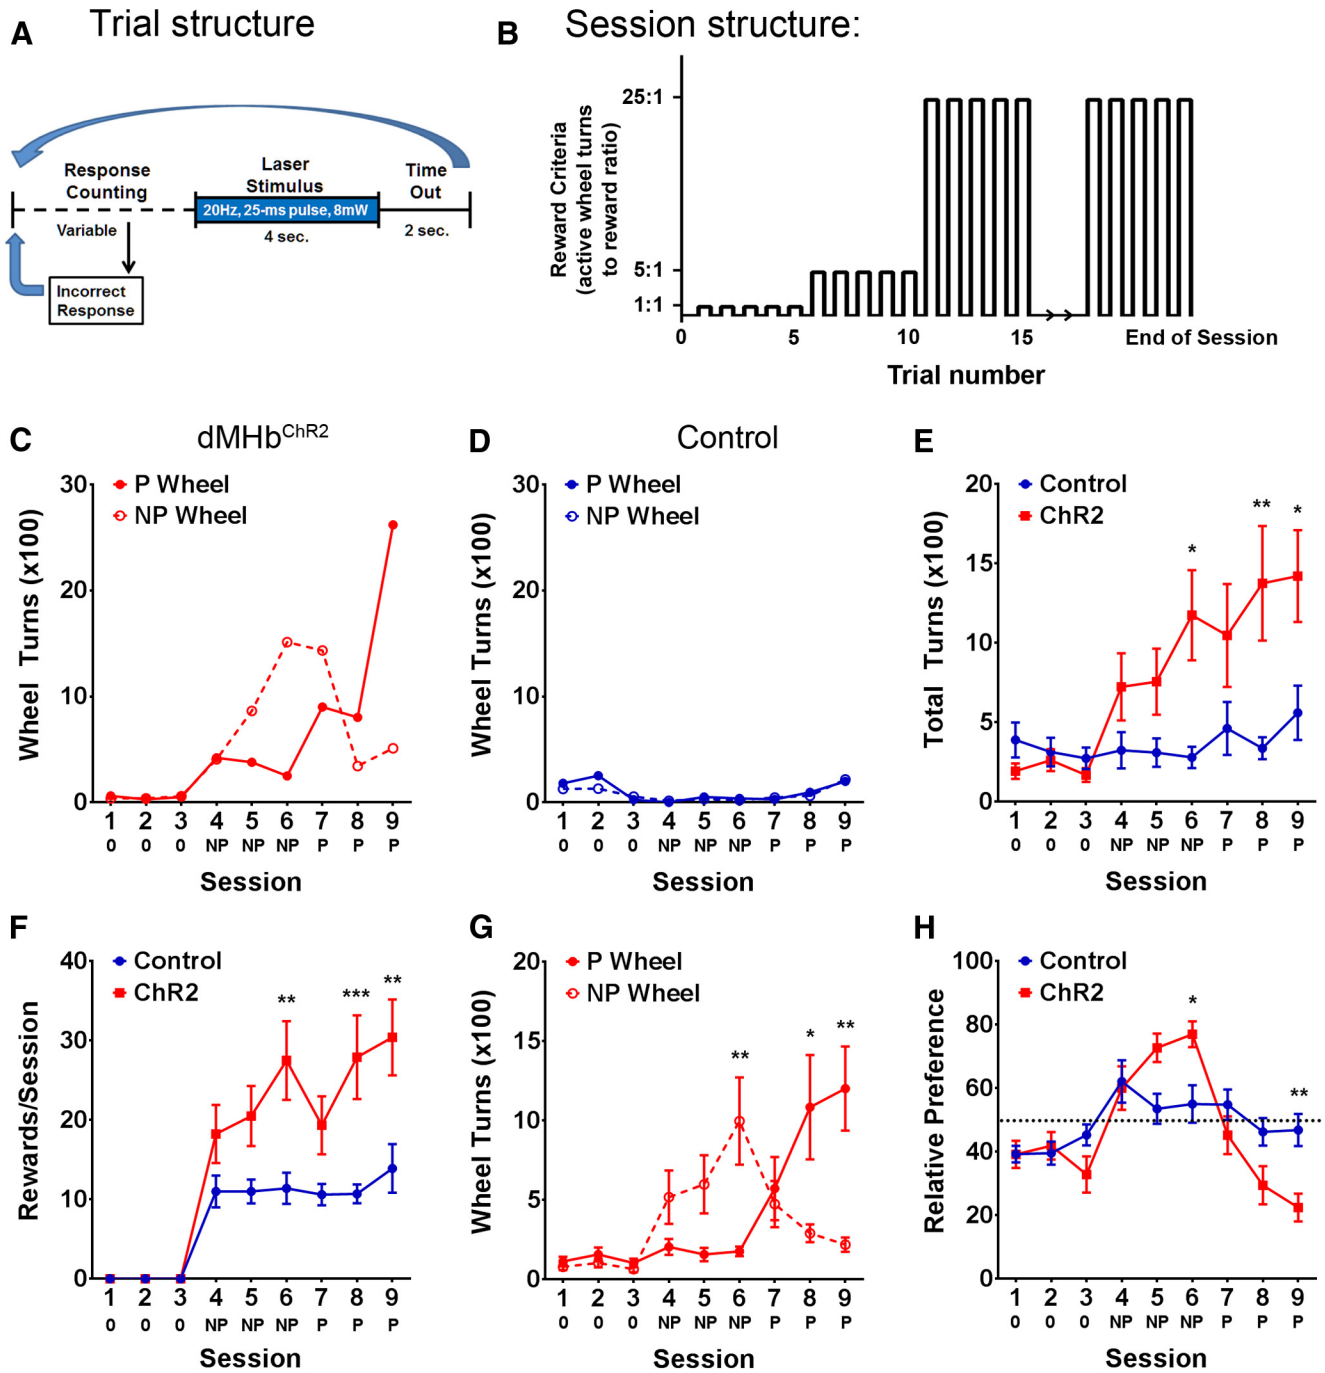 A Trial structure
Response
Counting
Laser
Stimulus
Time
Out
20Hz, 25-ms pulse, 8mW
Variable
4 sec.
2 sec.
Incorrect
Response
B Session structure:
Reward Criteria
(active wheel turns
to reward ratio)
25:1
5:1
1:1
0 5 10 15 End of Session
Trial number
C dMHbChR2
P Wheel
NP Wheel
Wheel Turns (x100)
30
20
10
0
1 2 3 4 5 6 7 8 9
0 0 0 NP NP NP P P P
Session
D Control
P Wheel
NP Wheel
Wheel Turns (x100)
30
20
10
0
1 2 3 4 5 6 7 8 9
0 0 0 NP NP NP P P P
Session
E
Control
ChR2
Total Turns (x100)
20
15
10
5
0
* ** *
1 2 3 4 5 6 7 8 9
0 0 0 NP NP NP P P P
Session
F
Control
ChR2
Rewards/Session
40
30
20
10
0
** *** **
1 2 3 4 5 6 7 8 9
0 0 0 NP NP NP P P P
Session
G
P Wheel
NP Wheel
Wheel Turns (x100)
20
15
10
5
0
** * **
1 2 3 4 5 6 7 8 9
0 0 0 NP NP NP P P P
Session
H
Control
ChR2
Relative Preference
100
80
60
40
20
0
* **
1 2 3 4 5 6 7 8 9
0 0 0 NP NP NP P P P
Session